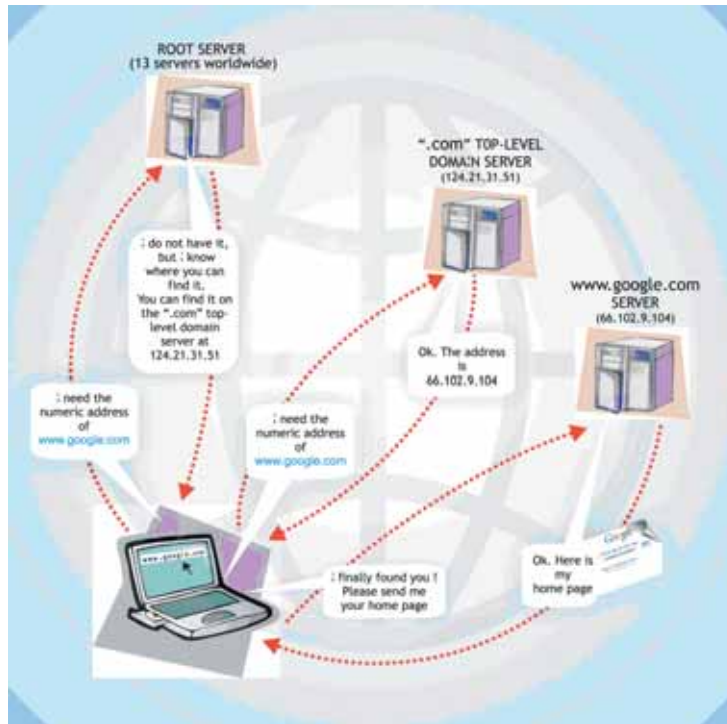 ROOT SERVER
(13 servers worldwide)
“.com” TOP-LEVEL
DOMAIN SERVER
(124.21.31.51)
www.google.com
SERVER
(66.102.9.104)
i do not have it,
but i know
where you can
find it.
You can find it on
the “.com” top-
level domain
server at
124.21.31.51
Ok. The address
is
66.102.9.104
i need the
numeric address
of
www.google.com
i need the
numeric address
of
www.google.com
www.google.com
i finally found you !
Please send me
your home page
Ok. Here is
my
home page
Google